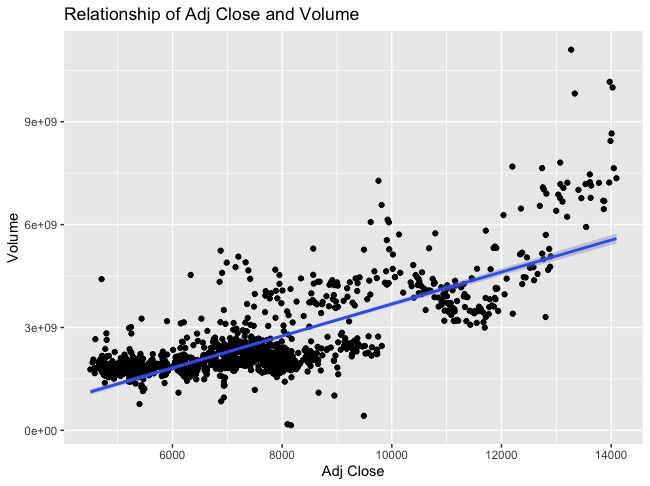 Relationship of Adj Close and Volume
9e+09
6e+09
3e+09
0e+00
Volume
6000 8000 10000 12000 14000
Adj Close